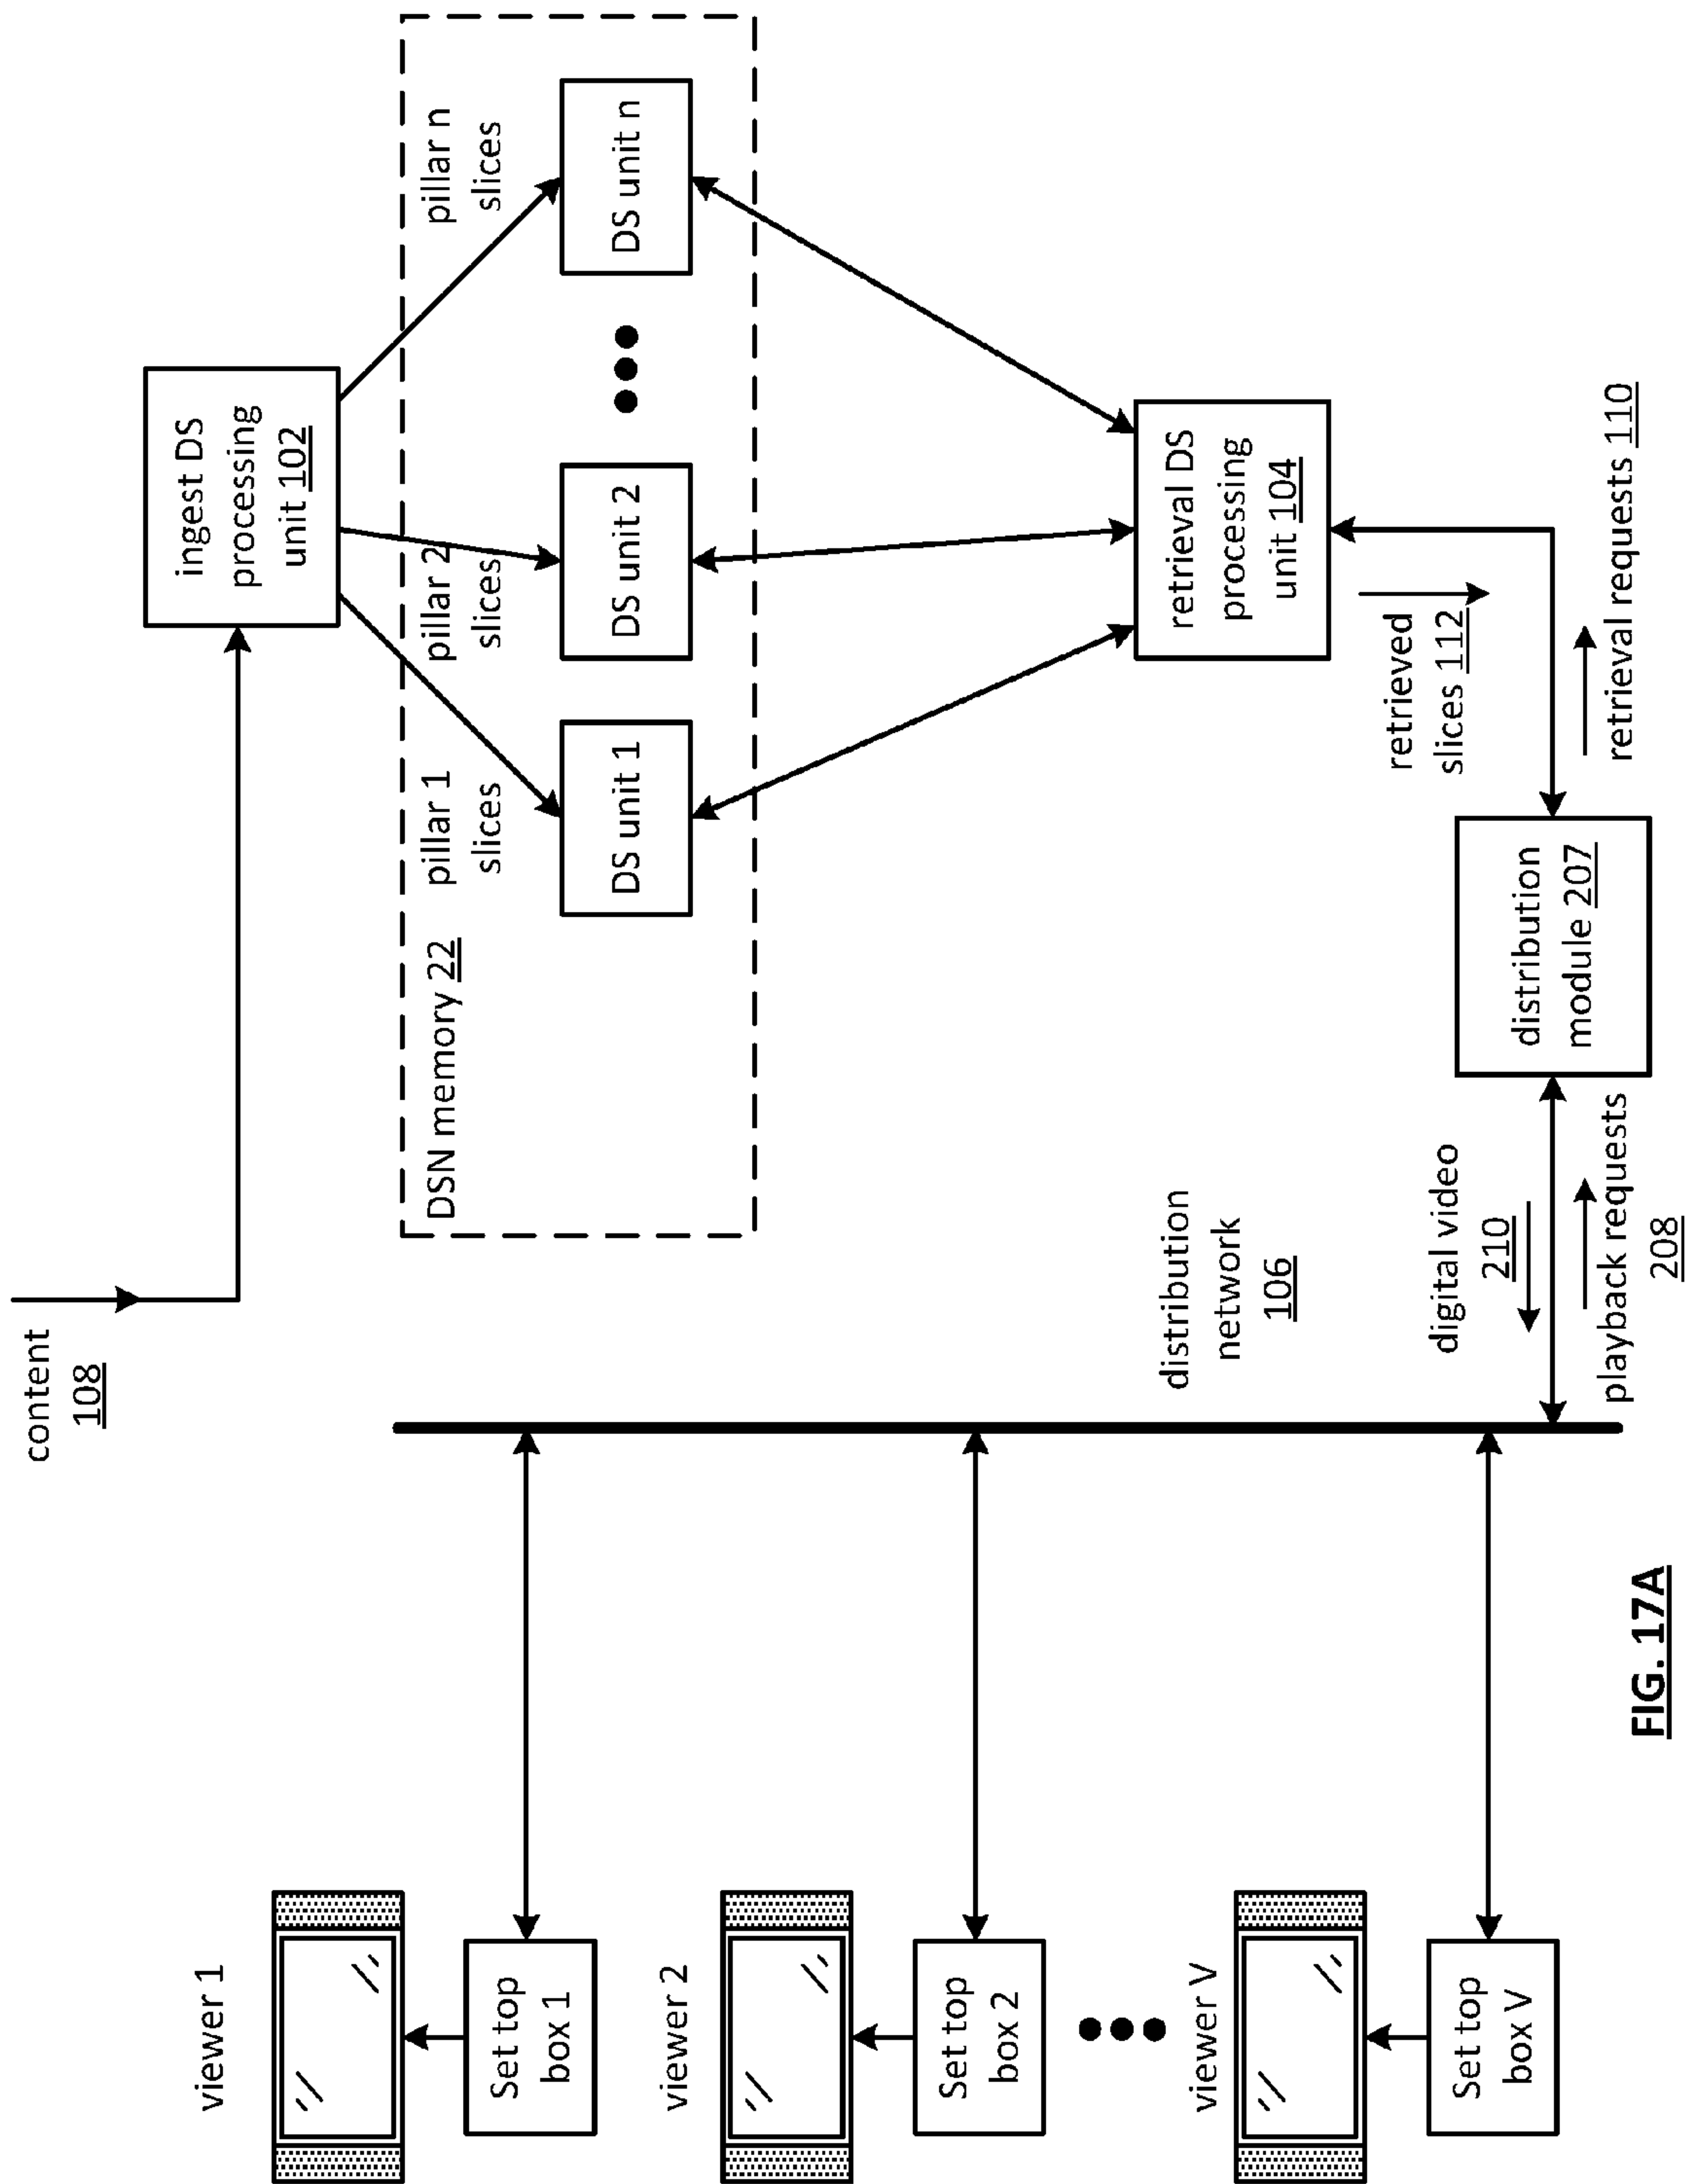 content
108
ingest DS
processing
unit 102
DSN memory 22
pillar 1
slices
pillar 2
slices
pillar n
slices
DS unit 1
DS unit 2
DS unit n
viewer 1
Set top
box 1
viewer 2
Set top
box 2
viewer V
Set top
box V
distribution
network
106
retrieval DS
processing
unit 104
retrieved
slices 112
retrieval requests 110
distribution
module 207
digital video
210
playback requests
208
FIG. 17A